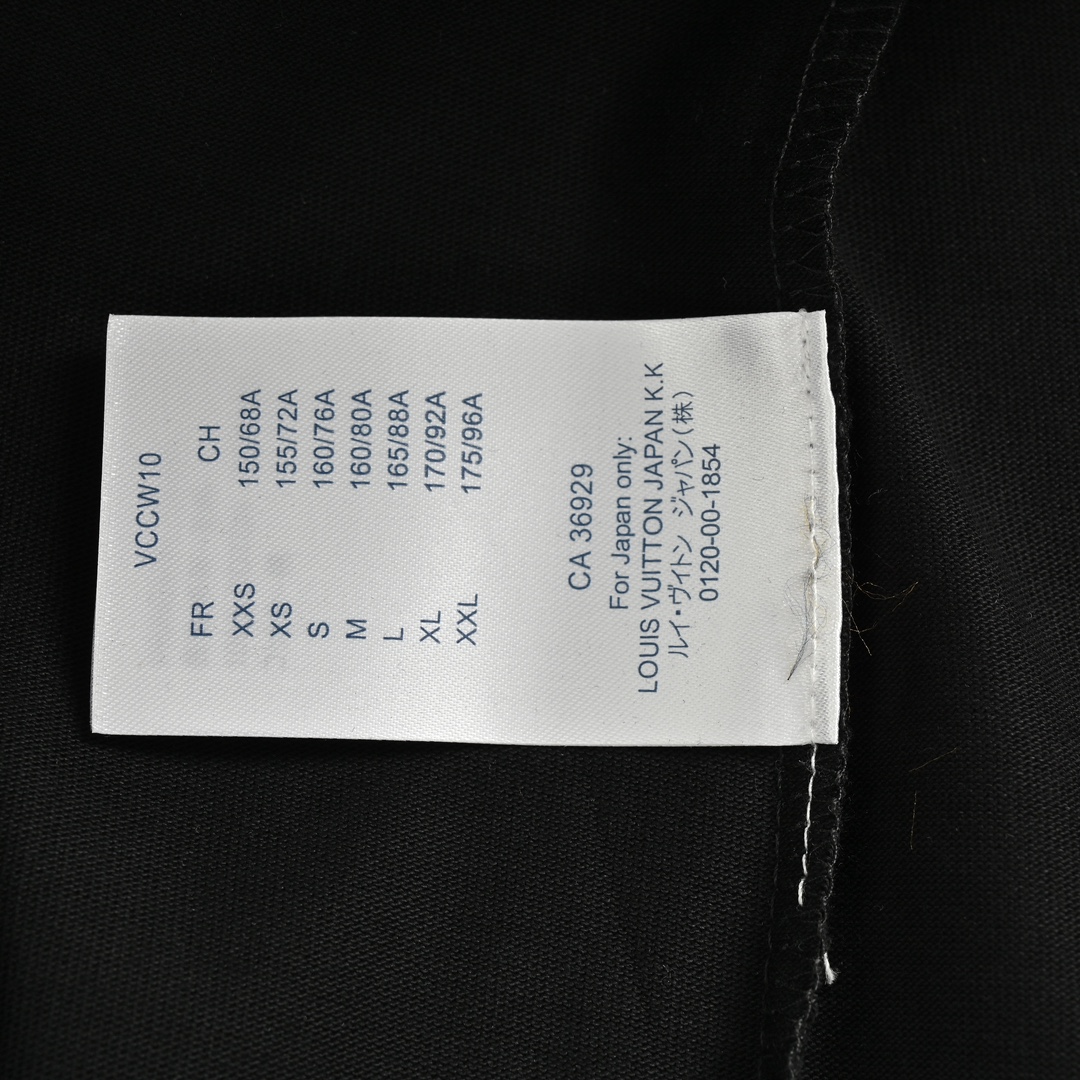 VCCW10
FR CH
XXS 150/68A
XS 155/72A
S 160/76A
M 160/80A
L 165/88A
XL 170/92A
XXL 175/96A
CA 36929
For Japan only:
LOUIS VUITTON JAPAN K.K
ルイ・ヴィトン ジャパン(株)
0120-00-1854